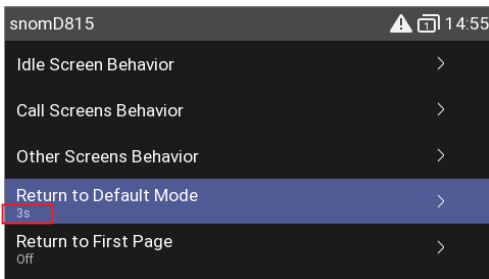 snomD815 1 14:55
Idle Screen Behavior
Call Screens Behavior
Other Screens Behavior
Return to Default Mode
3s
Return to First Page
Off